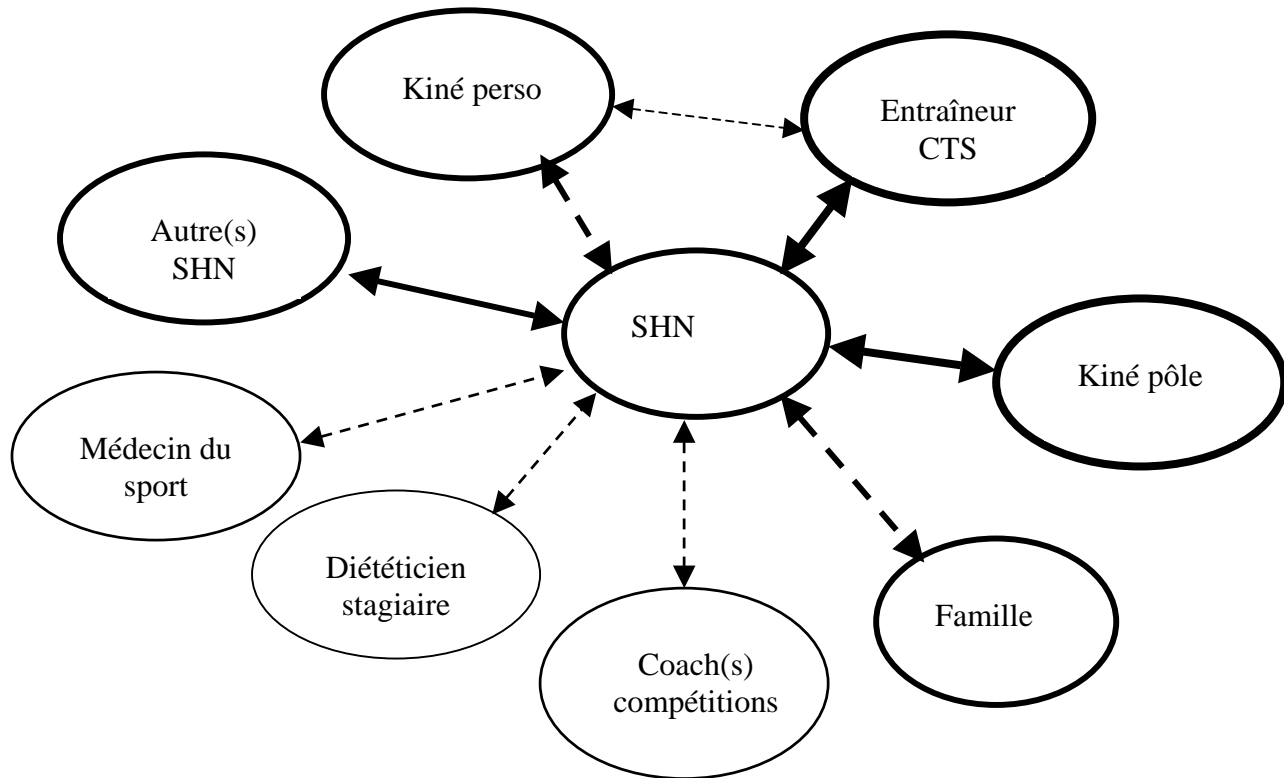 Kiné perso
Entraîneur
CTS
Autre(s)
SHN
SHN
Kiné pôle
Médecin du
sport
Diététicien
stagiaire
Famille
Coach(s)
compétitions